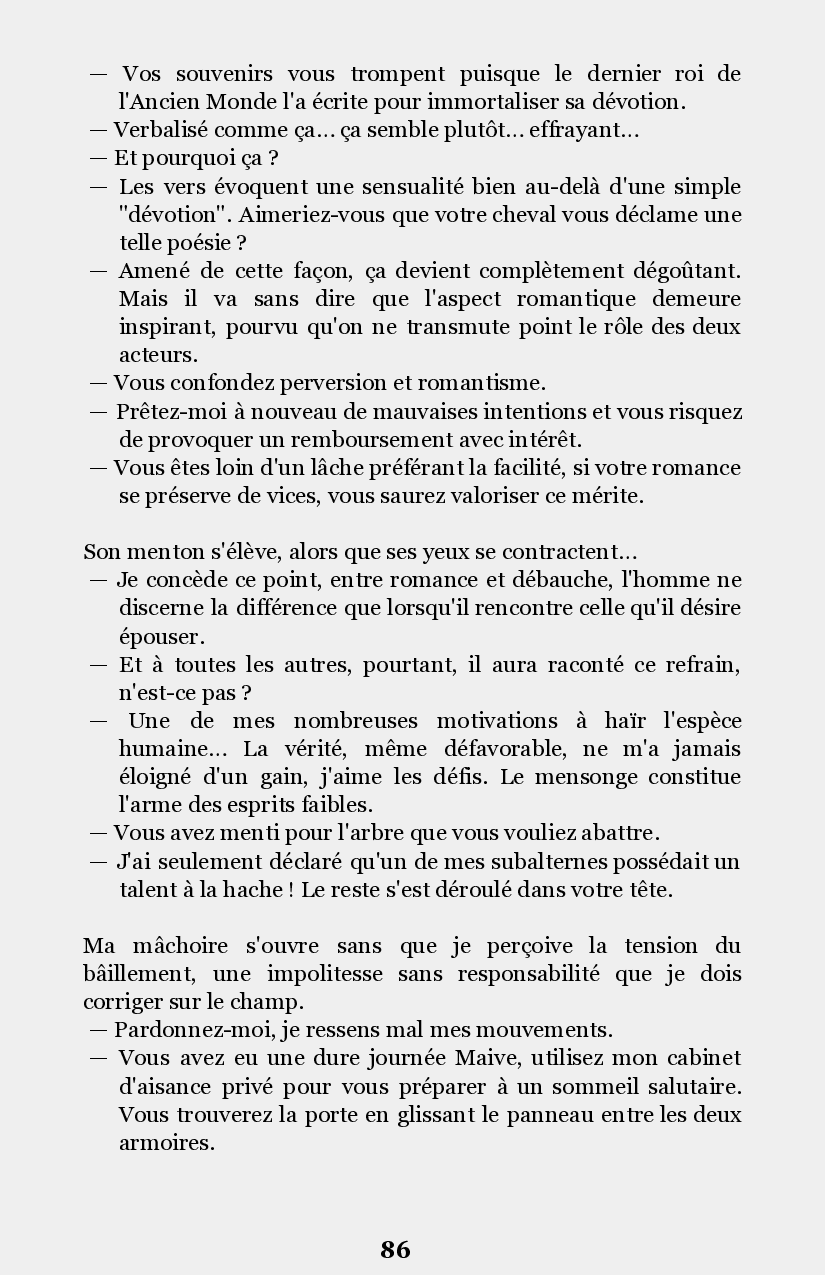 — Vos souvenirs vous trompent puisque le dernier roi de
l'Ancien Monde l'a écrite pour immortaliser sa dévotion.
— Verbalisé comme ça... ça semble plutôt... effrayant...
— Et pourquoi ça ?
— Les vers évoquent une sensualité bien au-delà d'une simple
"dévotion". Aimeriez-vous que votre cheval vous déclame une
telle poésie ?
— Amené de cette façon, ça devient complètement dégoûtant.
Mais il va sans dire que l'aspect romantique demeure
inspirant, pourvu qu'on ne transmute point le rôle des deux
acteurs.
— Vous confondez perversion et romantisme.
— Prêtez-moi à nouveau de mauvaises intentions et vous risquez
de provoquer un remboursement avec intérêt.
— Vous êtes loin d'un lâche préférant la facilité, si votre romance
se préserve de vices, vous saurez valoriser ce mérite.
Son menton s'élève, alors que ses yeux se contractent...
— Je concède ce point, entre romance et débauche, l'homme ne
discerne la différence que lorsqu'il rencontre celle qu'il désire
épouser.
— Et à toutes les autres, pourtant, il aura raconté ce refrain,
n'est-ce pas ?
— Une de mes nombreuses motivations à haïr l'espèce
humaine... La vérité, même défavorable, ne m'a jamais
éloigné d'un gain, j'aime les défis. Le mensonge constitue
l'arme des esprits faibles.
— Vous avez menti pour l'arbre que vous vouliez abattre.
— J'ai seulement déclaré qu'un de mes subalternes possédait un
talent à la hache ! Le reste s'est déroulé dans votre tête.
Ma mâchoire s'ouvre sans que je perçoive la tension du
bâillement, une impolitesse sans responsabilité que je dois
corriger sur le champ.
— Pardonnez-moi, je ressens mal mes mouvements.
— Vous avez eu une dure journée Maive, utilisez mon cabinet
d'aisance privé pour vous préparer à un sommeil salutaire.
Vous trouverez la porte en glissant le panneau entre les deux
armoires.
86